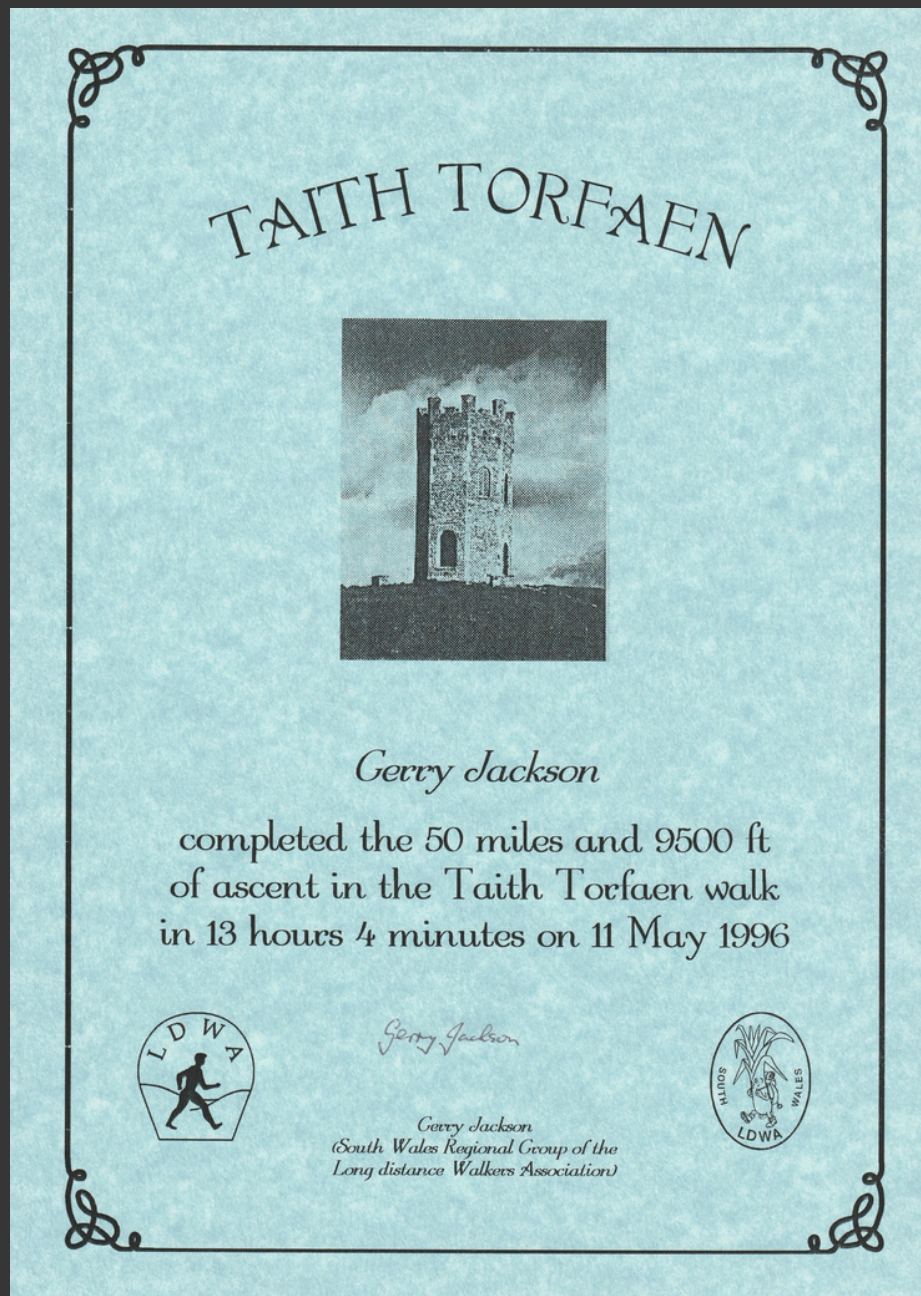 TAITH TORFAEN
Gerry Jackson
completed the 50 miles and 9500 ft
of ascent in the Taith Torfaen walk
in 13 hours 4 minutes on 11 May 1996
LDWA
Gerry Jackson
SOUTH WALES
LDWA
Gerry Jackson
(South Wales Regional Group of the
Long distance Walkers Association)